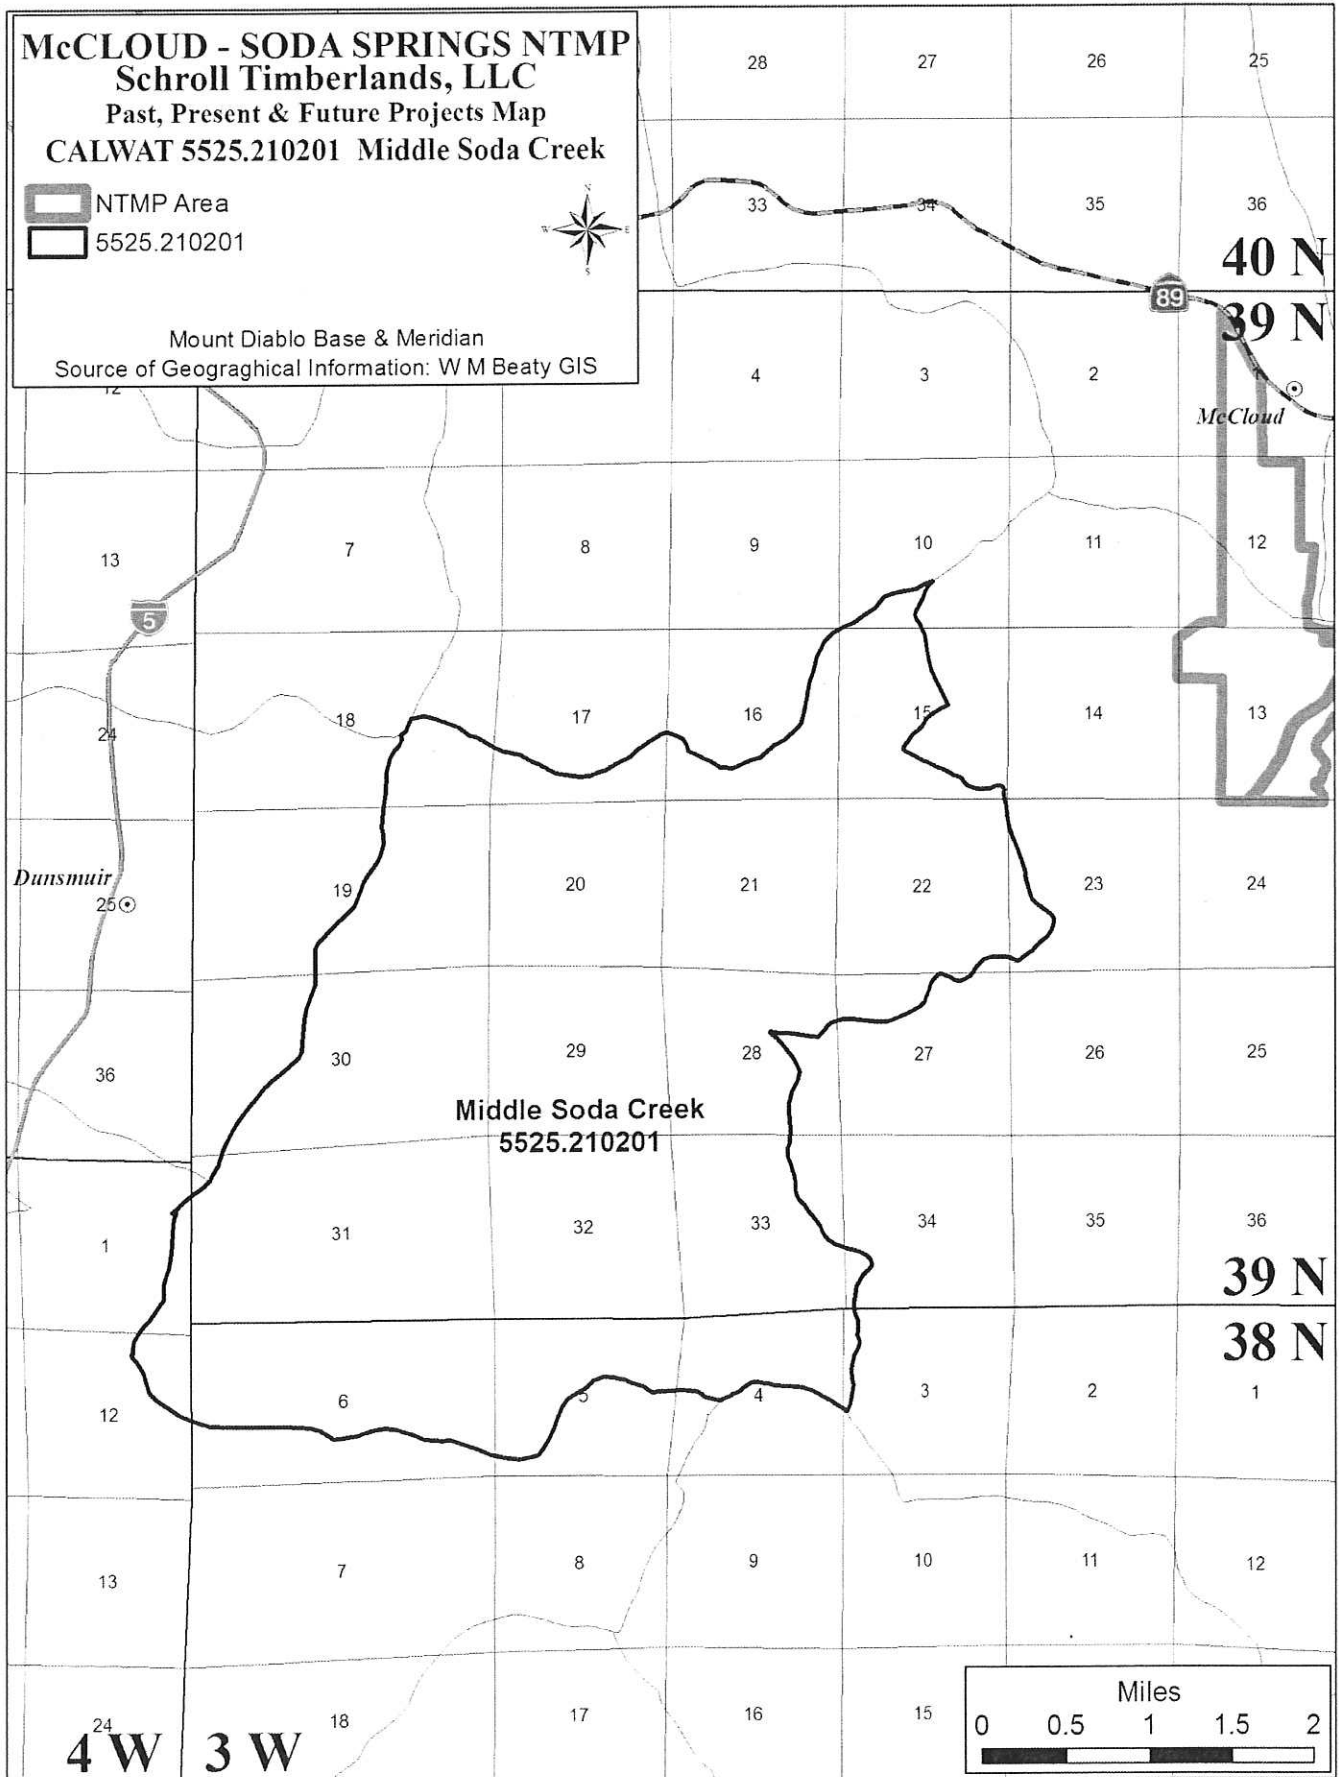 McCLOUD - SODA SPRINGS NTMP
Schroll Timberlands, LLC
Past, Present & Future Projects Map
CALWAT 5525.210201 Middle Soda Creek
NTMP Area
5525.210201
N
W E
S
Mount Diablo Base & Meridian
Source of Geograghical Information: W M Beaty GIS
28 27 26 25
33 34 35 36
40 N
89
39 N
12 4 3 2 1
McCloud
13 7 8 9 10 11 12
5
24 18 17 16 15 14 13
Dunsmuir
25 19 20 21 22 23 24
36 30 29 28 27 26 25
Middle Soda Creek
5525.210201
1 31 32 33 34 35 36
39 N
38 N
12 6 5 4 3 2 1
13 7 8 9 10 11 12
24 18 17 16 15
4 W 3 W
Miles
0 0.5 1 1.5 2